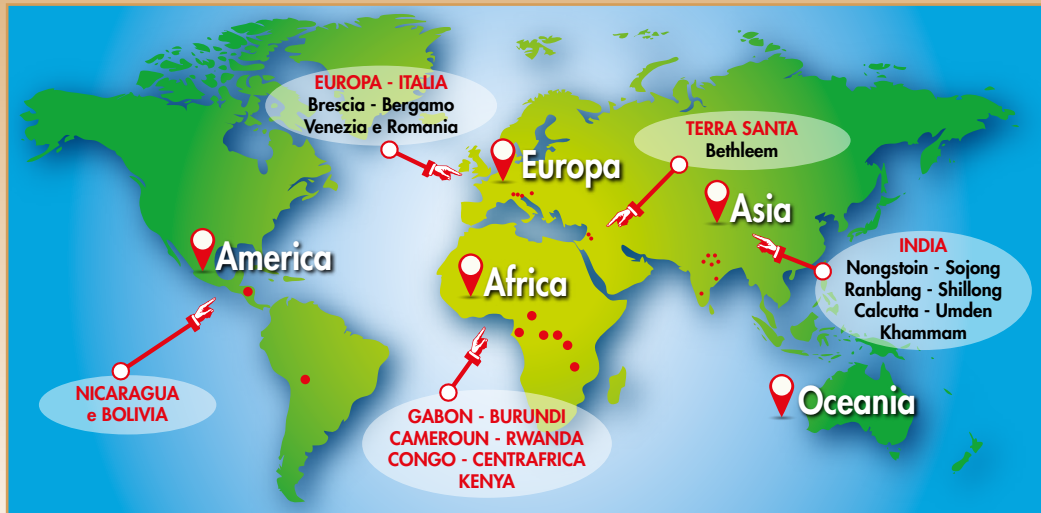 EUROPA - ITALIA
Brescia - Bergamo
Venezia e Romania
TERRA SANTA
Bethleem
Europa
Asia
America
Africa
INDIA
Nongstoin - Sojong
Ranblang - Shillong
Calcutta - Umden
Khammam
NICARAGUA
e BOLIVIA
GABON - BURUNDI
CAMEROUN - RWANDA
CONGO - CENTRAFRICA
KENYA
Oceania